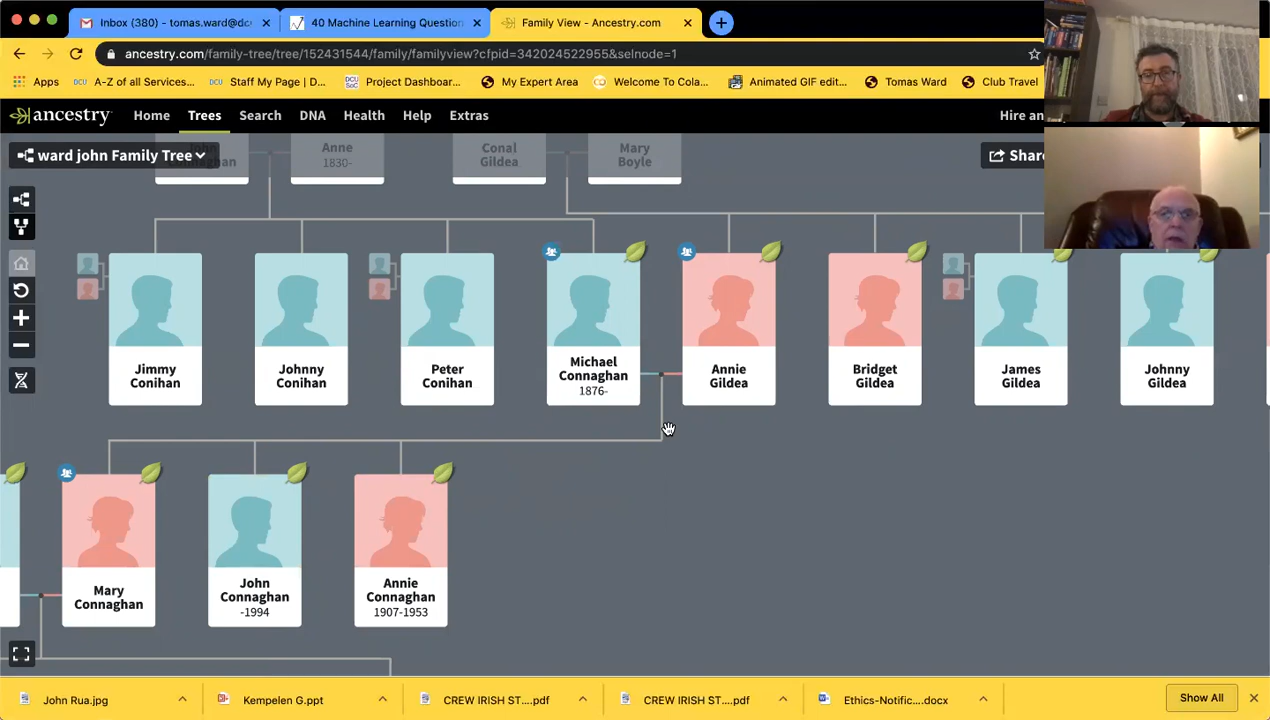 Inbox (380) - tomas.ward@dc
40 Machine Learning Question
Family View - Ancestry.com
ancestry.com/family-tree/tree/152431544/family/familyview?cfpid=342024522955&selnode=1
Apps
DCU A-Z of all Services...
DCU Staff My Page | D...
Project Dashboar...
My Expert Area
Welcome To Cola...
Animated GIF edit...
Tomas Ward
Club Travel
ancestry
Home
Trees
Search
DNA
Health
Help
Extras
Hire an
ward john Family Tree
Share
Anne
1830-
Conal
Gildea
Mary
Boyle
Jimmy
Conihan
Johnny
Conihan
Peter
Conihan
Michael
Connaghan
1876-
Annie
Gildea
Bridget
Gildea
James
Gildea
Johnny
Gildea
Mary
Connaghan
John
Connaghan
-1994
Annie
Connaghan
1907-1953
John Rua.jpg
Kempelen G.ppt
CREW IRISH ST....pdf
CREW IRISH ST....pdf
Ethics-Notific....docx
Show All